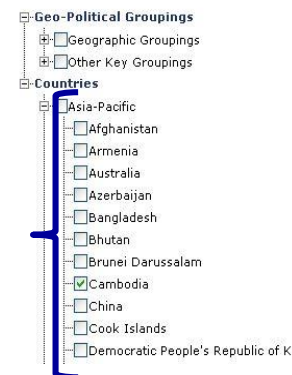 Geo-Political Groupings
Geographic Groupings
Other Key Groupings
Countries
Asia-Pacific
Afghanistan
Armenia
Australia
Azerbaijan
Bangladesh
Bhutan
Brunei Darussalam
Cambodia
China
Cook Islands
Democratic People's Republic of K